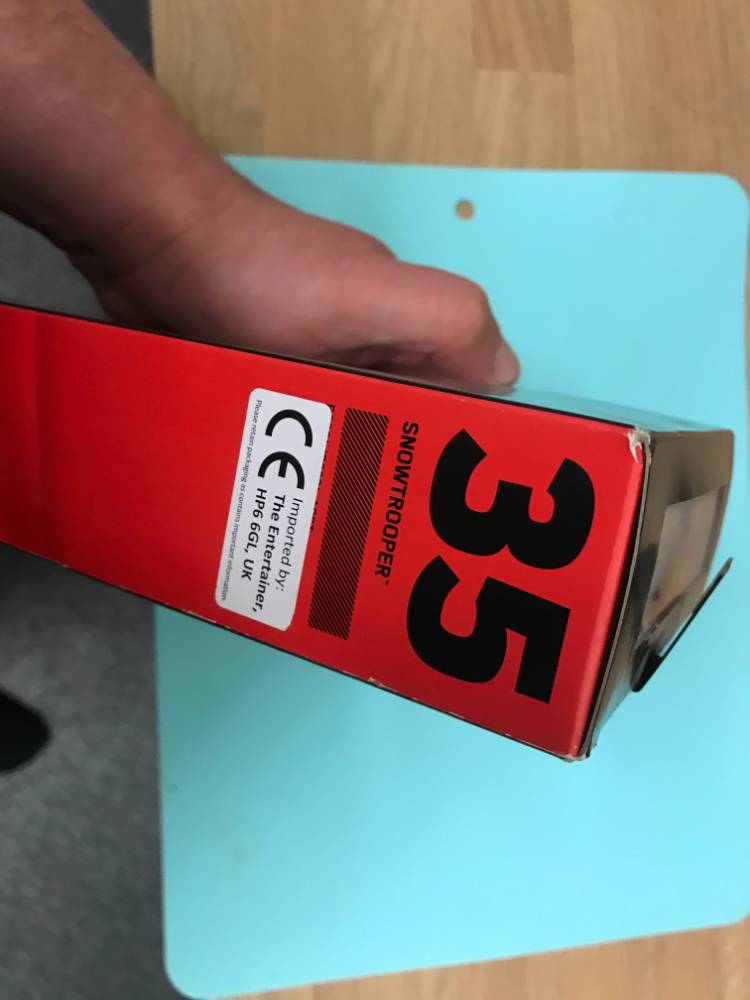 35
SNOWTROOPER™
CE
Imported by:
The Entertainer,
HP6 6GL, UK
Please retain packaging as contains important information